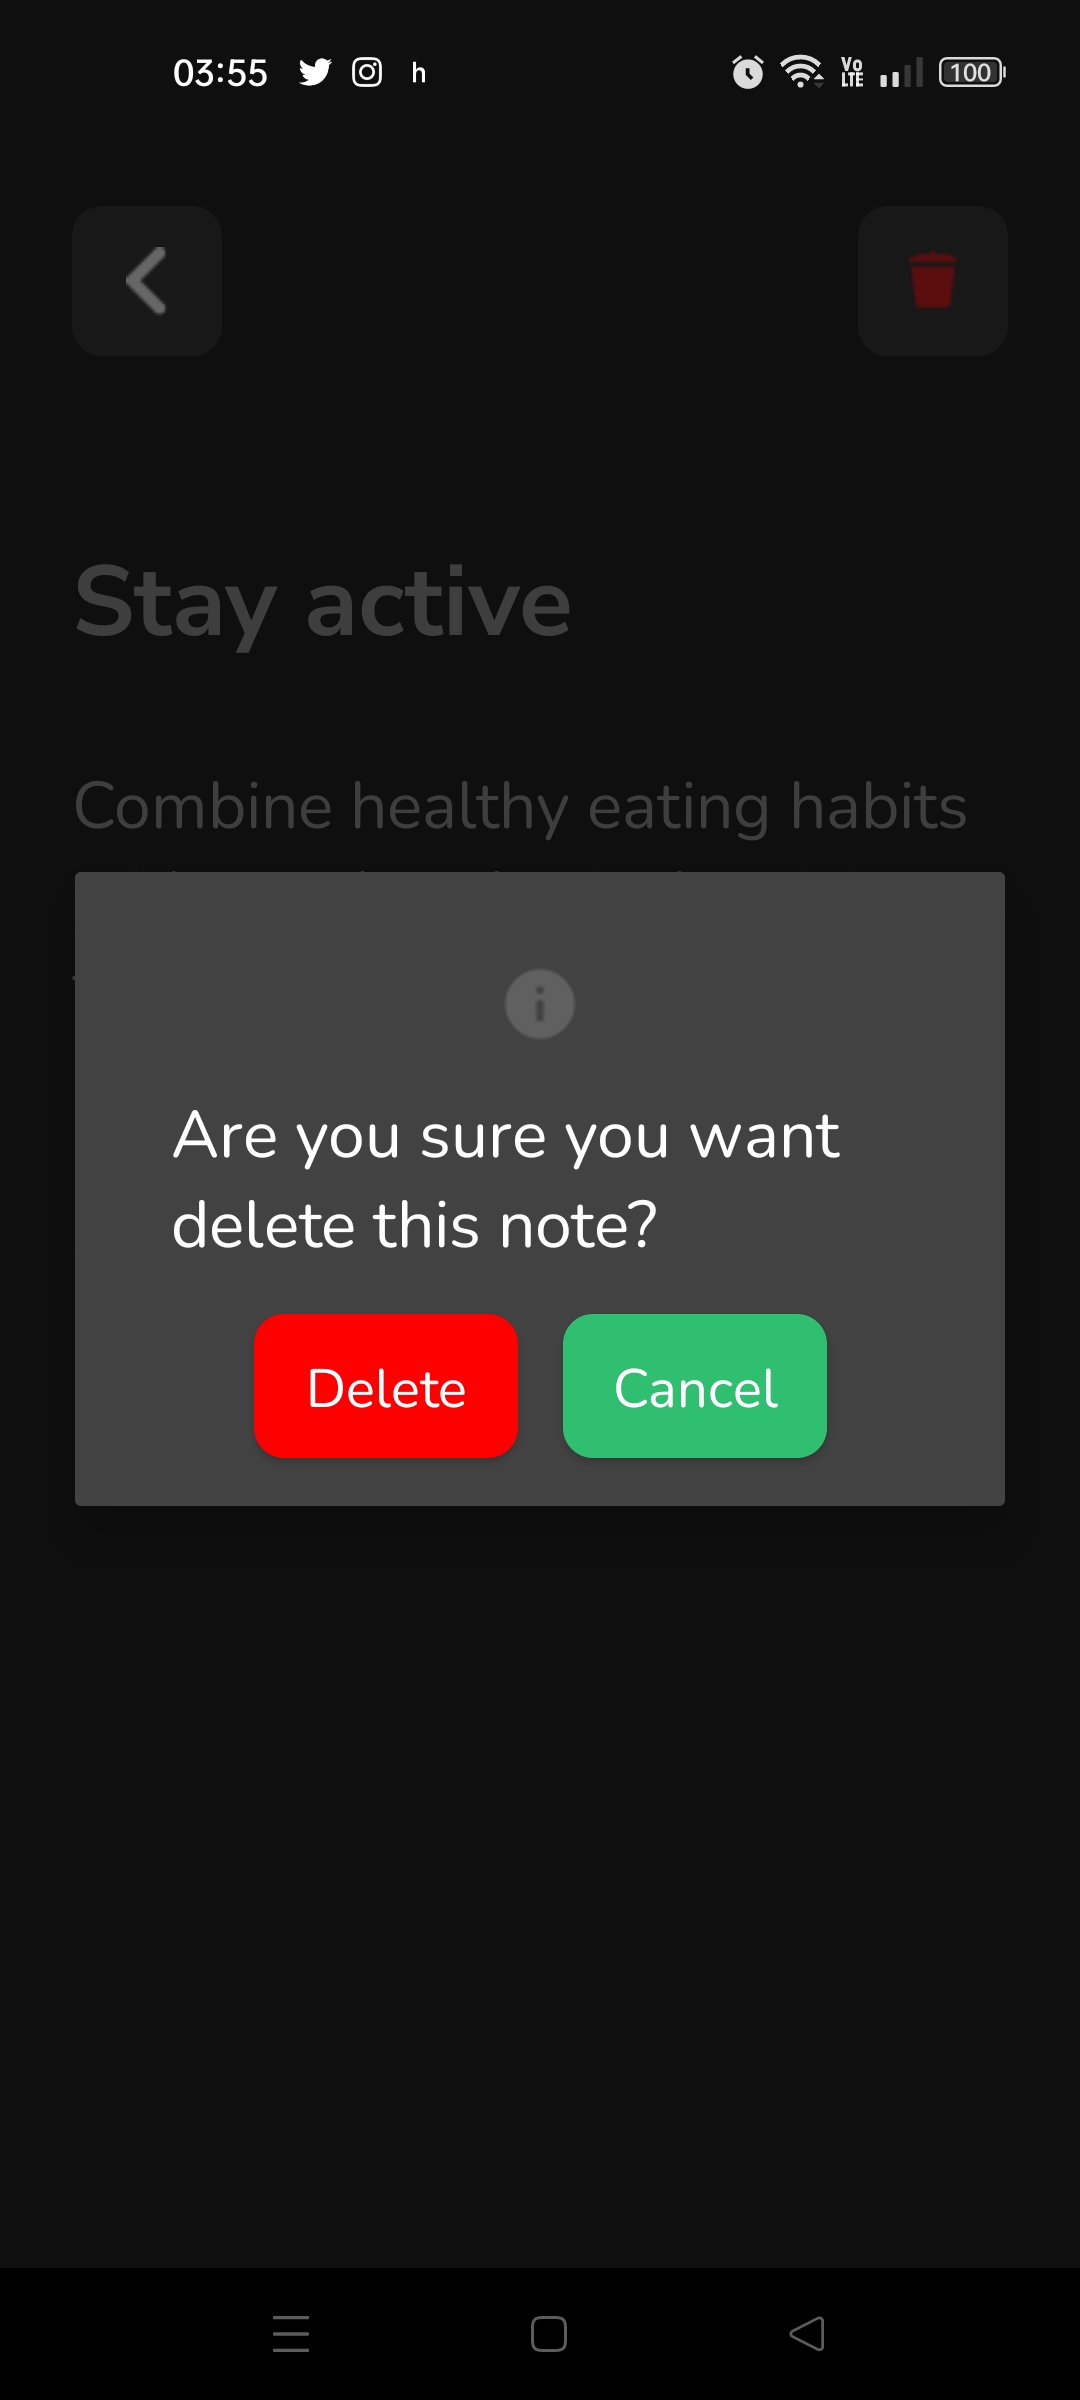 03:55 h Vo LTE 100
Stay active
Combine healthy eating habits
Are you sure you want
delete this note?
Delete Cancel